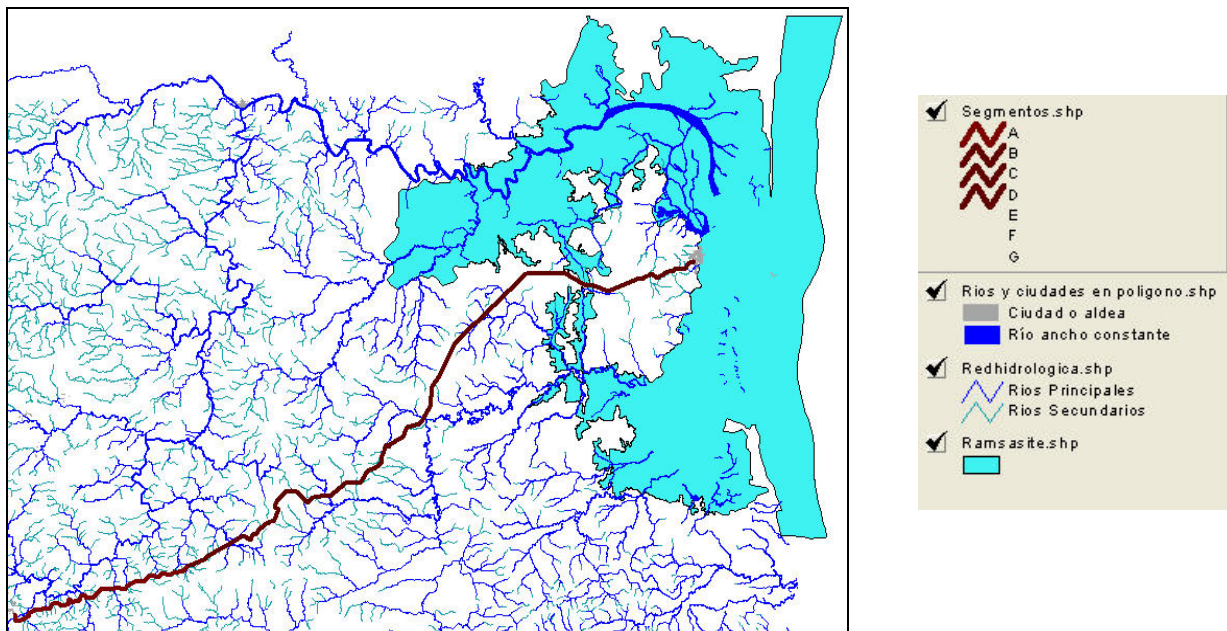 Segmentos.shp
A
B
C
D
E
F
G
Rios y ciudades en poligono.shp
Ciudad o aldea
Río ancho constante
Redhidrologica.shp
Rios Principales
Rios Secundarios
Ramsasite.shp